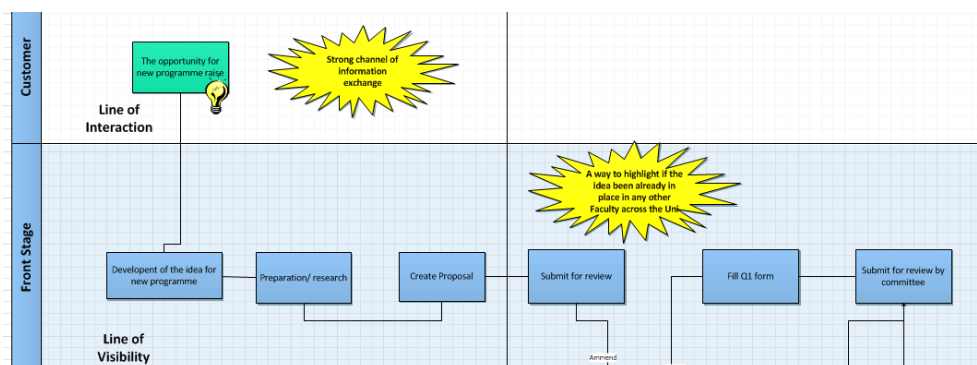 Customer
The opportunity for
new programme raise
Strong channel of
information
exchange
Line of
Interaction
Front Stage
A way to highlight if the
idea been already in
place in any other
Faculty across the Uni.
Developent of the idea for
new programme
Preparation/ research
Create Proposal
Submit for review
Fill Q1 form
Submit for review by
committee
Line of
Visibility
Ammend